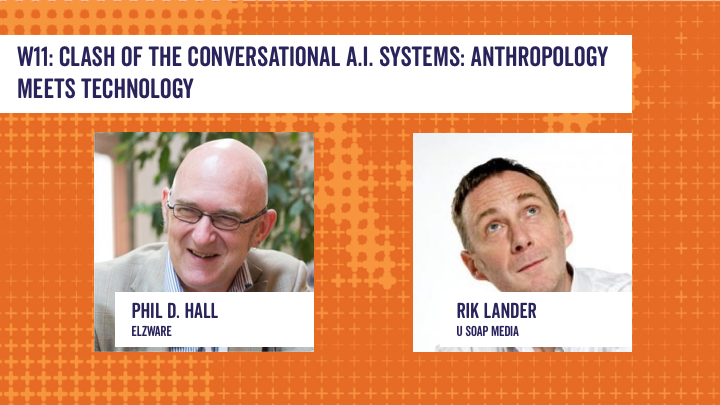 W11: CLASH OF THE CONVERSATIONAL A.I. SYSTEMS: ANTHROPOLOGY
MEETS TECHNOLOGY
PHIL D. HALL
ELZWARE
RIK LANDER
U SOAP MEDIA